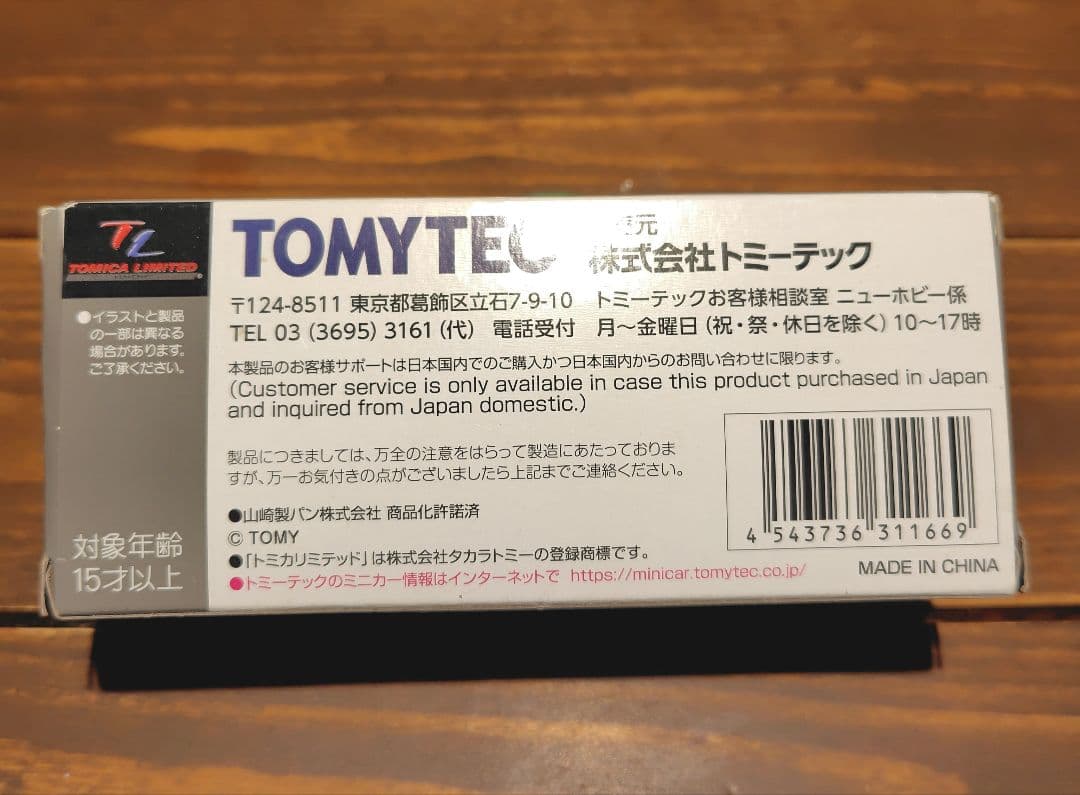 TL
TOMICA LIMITED
●イラストと製品
の一部は異なる
場合があります。
ご了承ください。
対象年齢
15才以上
TOMYTEC
元
株式会社トミーテック
〒124-8511 東京都葛飾区立石7-9-10 トミーテックお客様相談室 ニューホビー係
TEL 03 (3695) 3161 (代) 電話受付 月〜金曜日 (祝・祭・休日を除く) 10〜17時
本製品のお客様サポートは日本国内でのご購入かつ日本国内からのお問い合わせに限ります。
(Customer service is only available in case this product purchased in Japan
and inquired from Japan domestic.)
製品につきましては、万全の注意をはらって製造にあたっておりま
すが、万一お気付きの点がございましたら上記までご連絡ください。
●山崎製パン株式会社 商品化許諾済
© TOMY
●「トミカリミテッド」は株式会社タカラトミーの登録商標です。
●トミーテックのミニカー情報はインターネットで https://minicar.tomytec.co.jp/
4 543736 311669
MADE IN CHINA